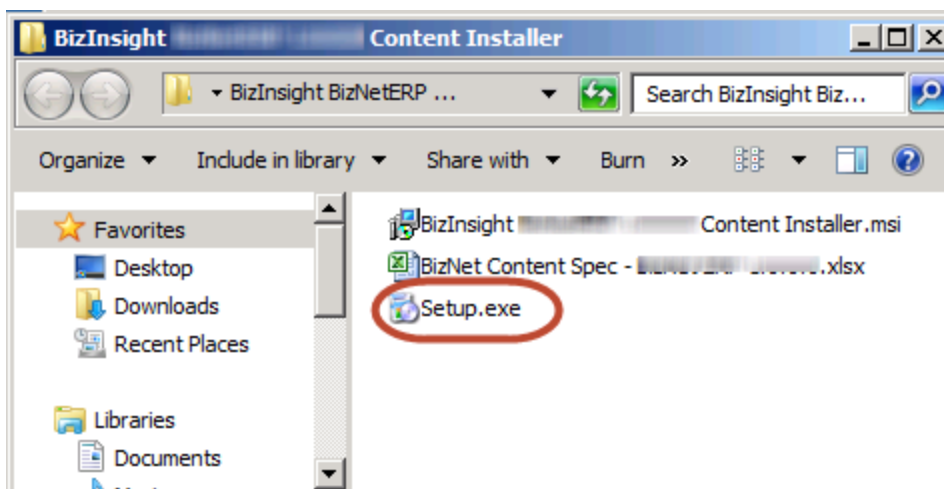 BizInsight Content Installer
BizInsight BizNetERP ...
Search BizInsight Biz...
Organize Include in library Share with Burn »
Favorites
Desktop
Downloads
Recent Places
Libraries
Documents
BizInsight Content Installer.msi
BizNet Content Spec - .xlsx
Setup.exe